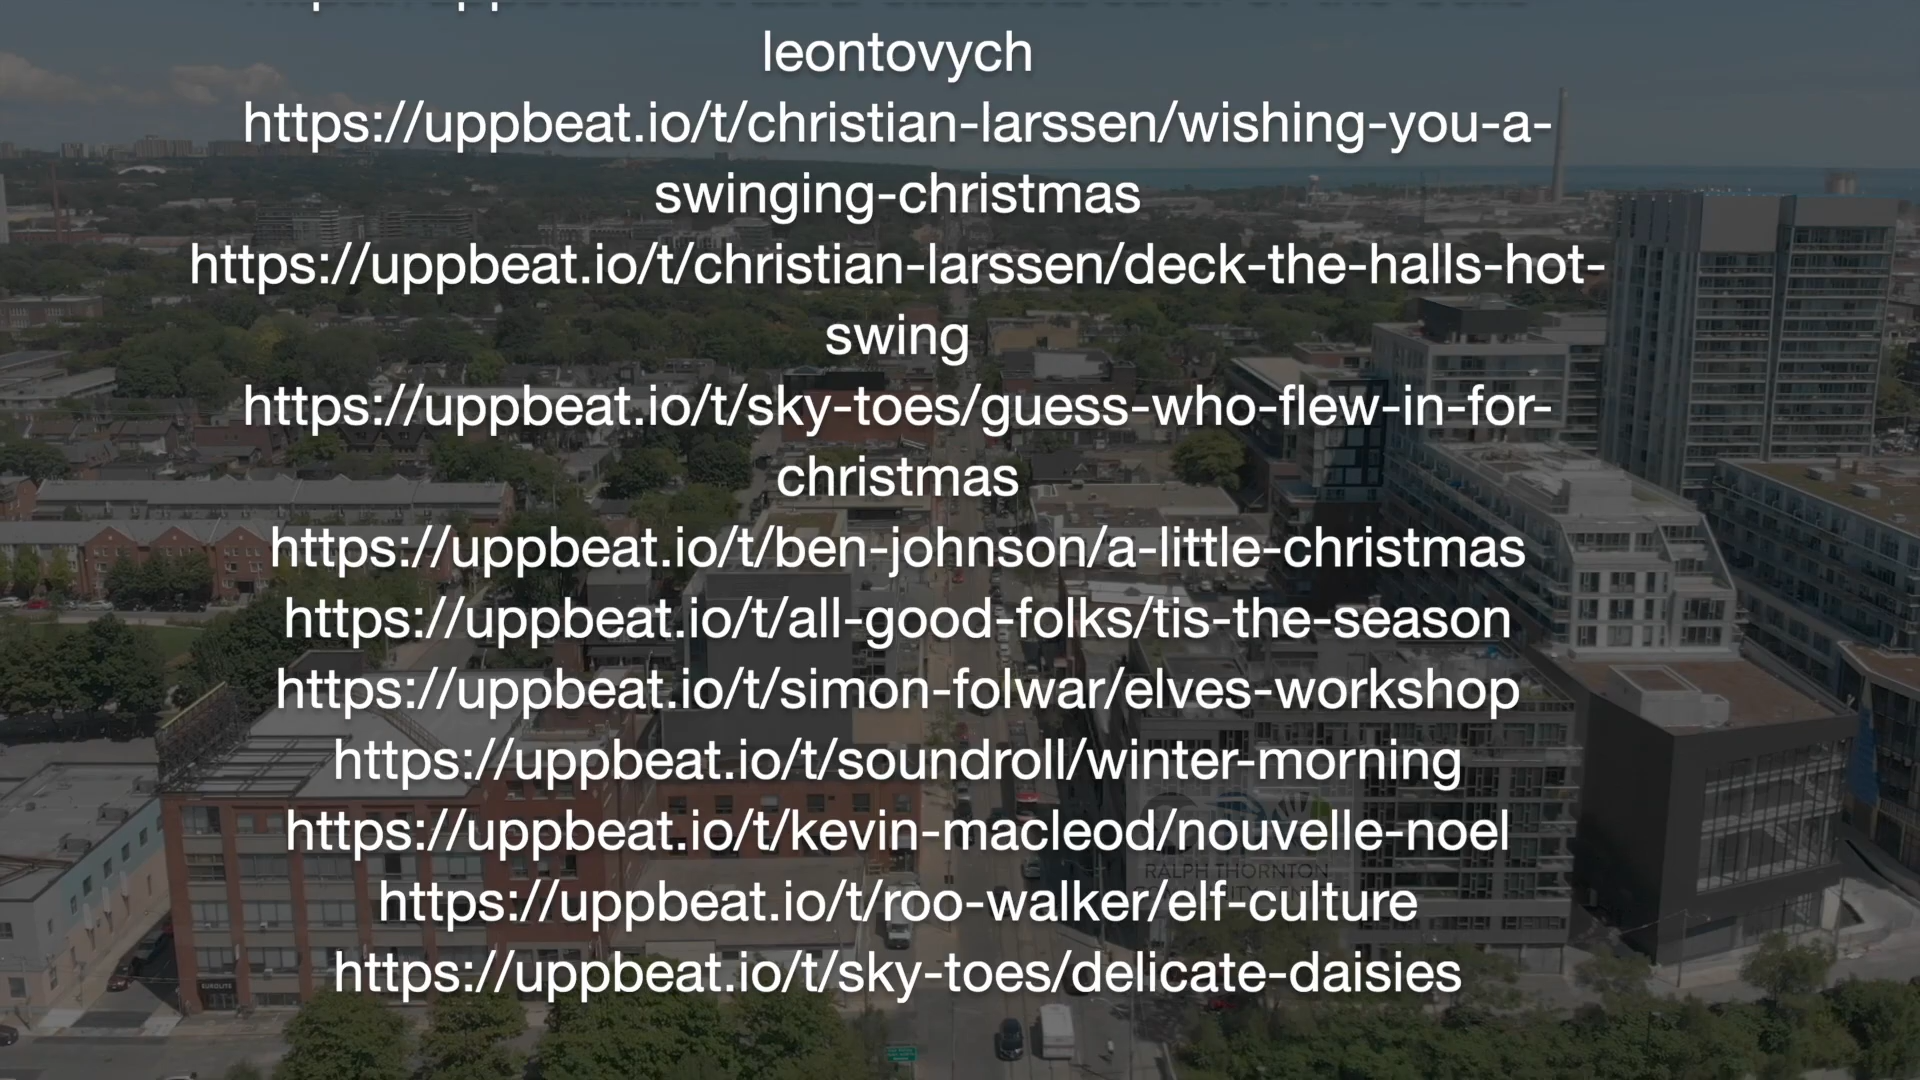 leontovych
https://uppbeat.io/t/christian-larssen/wishing-you-a-
swinging-christmas
https://uppbeat.io/t/christian-larssen/deck-the-halls-hot-
swing
https://uppbeat.io/t/sky-toes/guess-who-flew-in-for-
christmas
https://uppbeat.io/t/ben-johnson/a-little-christmas
https://uppbeat.io/t/all-good-folks/tis-the-season
https://uppbeat.io/t/simon-folwar/elves-workshop
https://uppbeat.io/t/soundroll/winter-morning
https://uppbeat.io/t/kevin-macleod/nouvelle-noel
RALPH THORNTON
https://uppbeat.io/t/roo-walker/elf-culture
https://uppbeat.io/t/sky-toes/delicate-daisies
EUROLITE